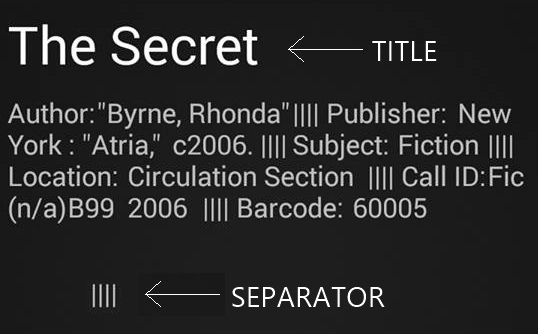 The Secret TITLE
Author:"Byrne, Rhonda"|||| Publisher: New
York : "Atria," c2006. |||| Subject: Fiction ||||
Location: Circulation Section |||| Call ID:Fic
(n/a)B99 2006 |||| Barcode: 60005
|||| SEPARATOR